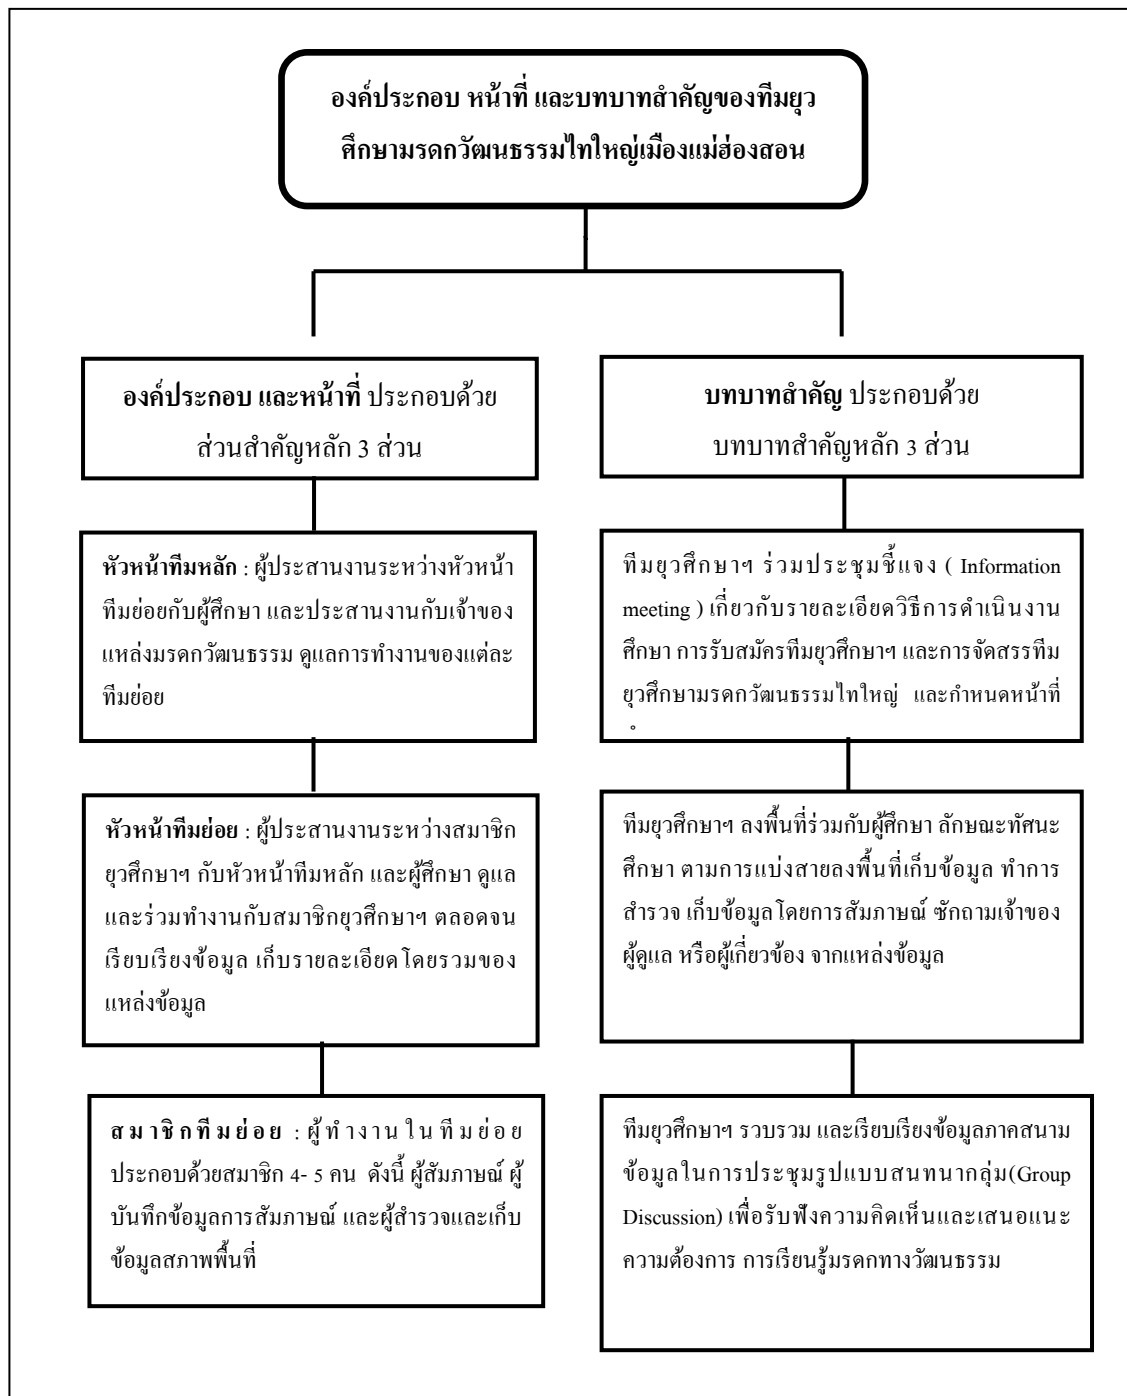 องค์ประกอบ หน้าที่ และบทบาทสำคัญของทีมยุว
ศึกษามรดกวัฒนธรรมไทใหญ่เมืองแม่ฮ่องสอน
องค์ประกอบ และหน้าที่ ประกอบด้วย
ส่วนสำคัญหลัก 3 ส่วน
หัวหน้าทีมหลัก : ผู้ประสานงานระหว่างหัวหน้า
ทีมย่อยกับผู้ศึกษา และประสานงานกับเจ้าของ
แหล่งมรดกวัฒนธรรม ดูแลการทำงานของแต่ละ
ทีมย่อย
หัวหน้าทีมย่อย : ผู้ประสานงานระหว่างสมาชิก
ยุวศึกษาฯ กับหัวหน้าทีมหลัก และผู้ศึกษา ดูแล
และร่วมทำงานกับสมาชิกยุวศึกษาฯ ตลอดจน
เรียบเรียงข้อมูล เก็บรายละเอียดโดยรวมของ
แหล่งข้อมูล
สมาชิกทีมย่อย : ผู้ทำงานในทีมย่อย
ประกอบด้วยสมาชิก 4- 5 คน ดังนี้ ผู้สัมภาษณ์ ผู้
บันทึกข้อมูลการสัมภาษณ์ และผู้สำรวจและเก็บ
ข้อมูลสภาพพื้นที่
บทบาทสำคัญ ประกอบด้วย
บทบาทสำคัญหลัก 3 ส่วน
ทีมยุวศึกษาฯ ร่วมประชุมชี้แจง ( Information
meeting ) เกี่ยวกับรายละเอียดวิธีการดำเนินงาน
ศึกษา การรับสมัครทีมยุวศึกษาฯ และการจัดสรรทีม
ยุวศึกษามรดกวัฒนธรรมไทใหญ่ และกำหนดหน้าที่
ทีมยุวศึกษาฯ ลงพื้นที่ร่วมกับผู้ศึกษา ลักษณะทัศนะ
ศึกษา ตามการแบ่งสายลงพื้นที่เก็บข้อมูล ทำการ
สำรวจ เก็บข้อมูลโดยการสัมภาษณ์ ซักถามเจ้าของ
ผู้ดูแล หรือผู้เกี่ยวข้อง จากแหล่งข้อมูล
ทีมยุวศึกษาฯ รวบรวม และเรียบเรียงข้อมูลภาคสนาม
ข้อมูลในการประชุมรูปแบบสนทนากลุ่ม(Group
Discussion) เพื่อรับฟังความคิดเห็นและเสนอแนะ
ความต้องการ การเรียนรู้มรดกทางวัฒนธรรม